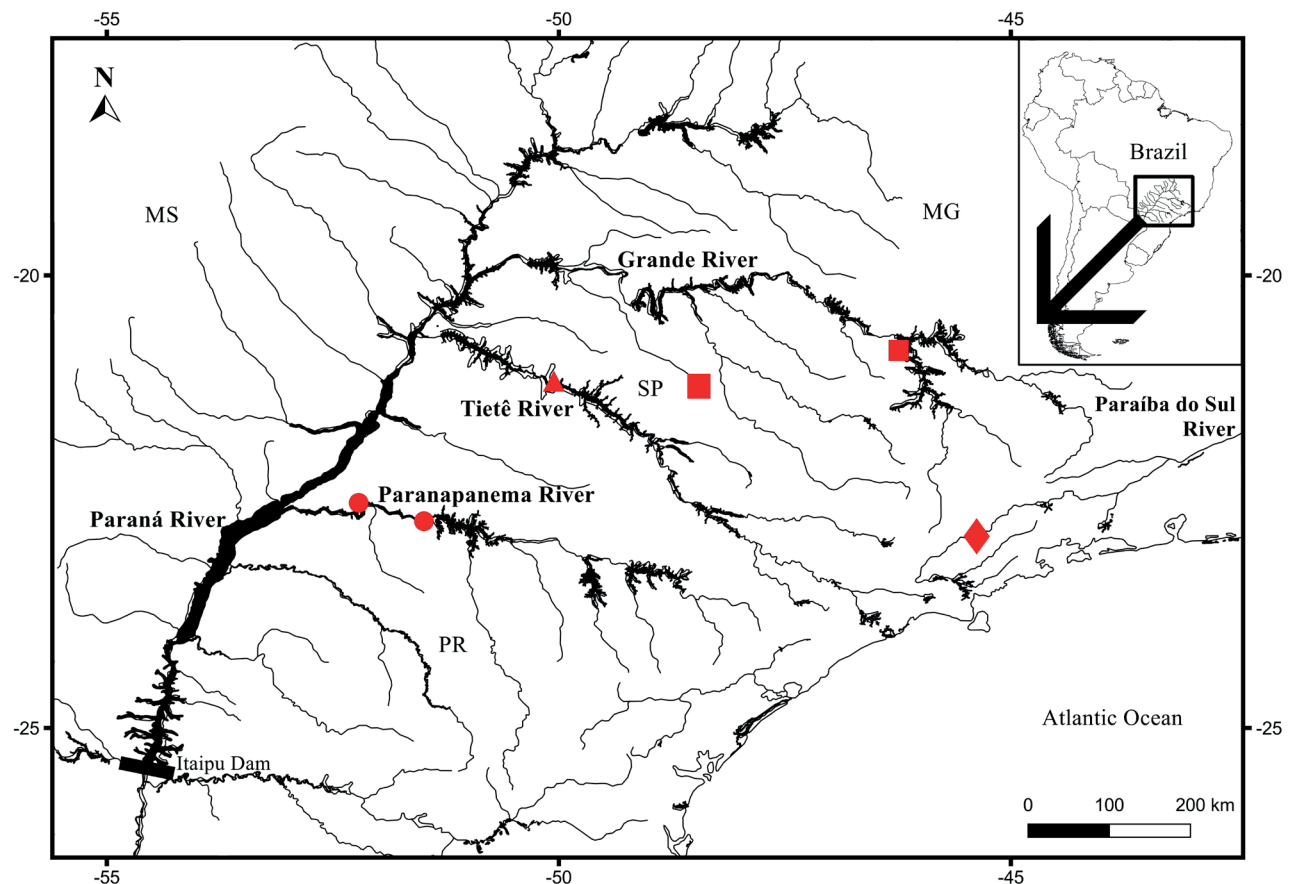 -55 -50 -45
N
Brazil
MS
MG
-20 Grande River -20
SP
Tietê River
Paraíba do Sul
River
Paranapanema River
Paraná River
PR
Atlantic Ocean
-25 -25
Itaipu Dam
0 100 200 km
-55 -50 -45